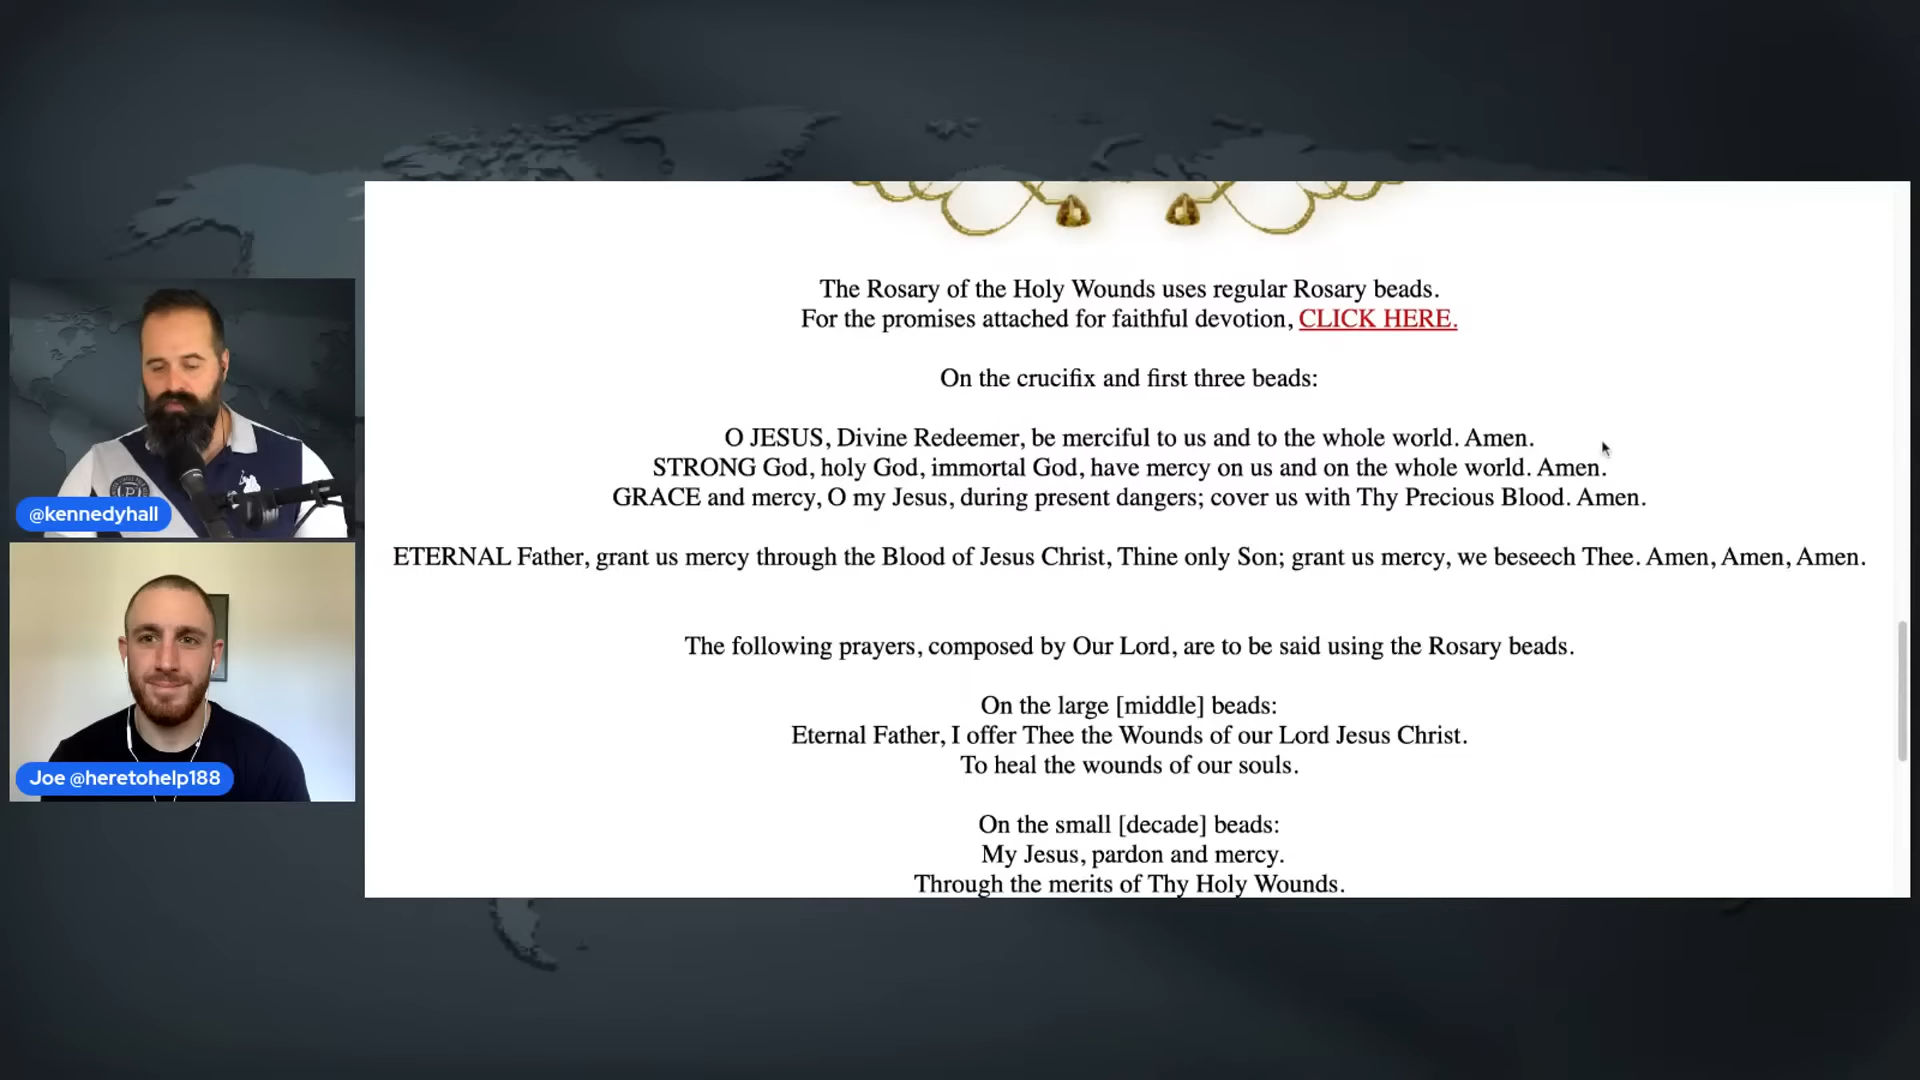 The Rosary of the Holy Wounds uses regular Rosary beads.
For the promises attached for faithful devotion, CLICK HERE.
On the crucifix and first three beads:
O JESUS, Divine Redeemer, be merciful to us and to the whole world. Amen.
STRONG God, holy God, immortal God, have mercy on us and on the whole world. Amen.
GRACE and mercy, O my Jesus, during present dangers; cover us with Thy Precious Blood. Amen.
ETERNAL Father, grant us mercy through the Blood of Jesus Christ, Thine only Son; grant us mercy, we beseech Thee. Amen, Amen, Amen.
The following prayers, composed by Our Lord, are to be said using the Rosary beads.
On the large [middle] beads:
Eternal Father, I offer Thee the Wounds of our Lord Jesus Christ.
To heal the wounds of our souls.
On the small [decade] beads:
My Jesus, pardon and mercy.
Through the merits of Thy Holy Wounds.
@kennedyhall
Joe @heretohelp188